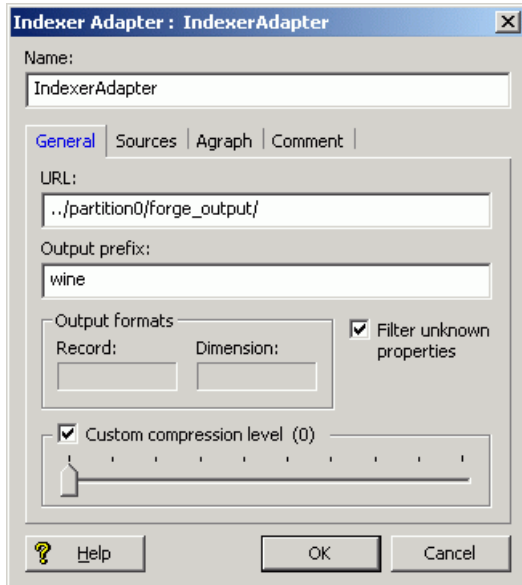 Indexer Adapter : IndexerAdapter
Name:
IndexerAdapter
General Sources Agraph Comment
URL:
../partition0/forge_output/
Output prefix:
wine
Output formats
Record: Dimension:
Filter unknown
properties
Custom compression level (0)
Help OK Cancel